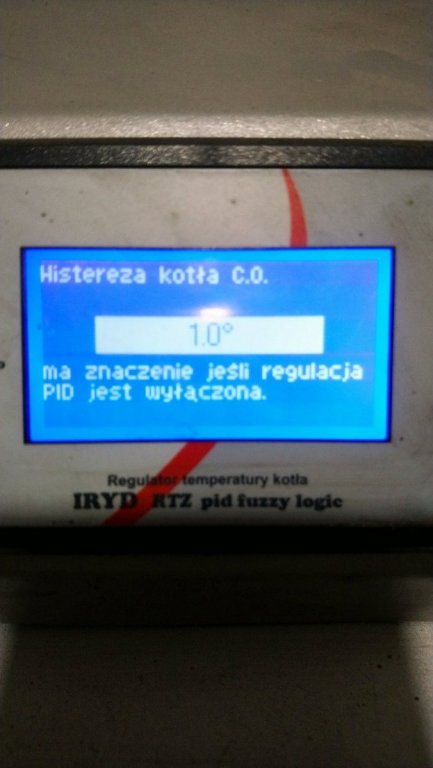 Histereza kotła C.O.
1.0°
ma znaczenie jeśli regulacja
PID jest wyłączona.
Regulator temperatury kotła
IRYD RTZ pid fuzzy logic